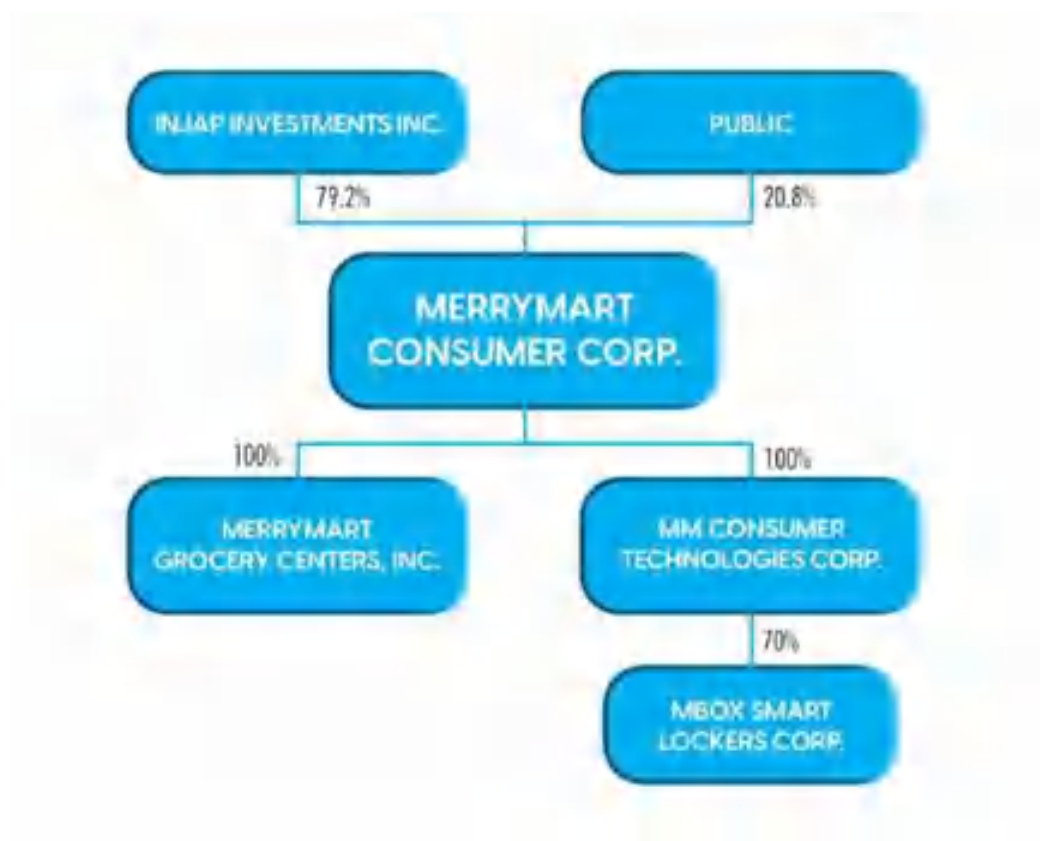 INJAP INVESTMENTS INC.
PUBLIC
79.2%
20.8%
MERRYMART
CONSUMER CORP.
100%
100%
MERRYMART
GROCERY CENTERS, INC.
MM CONSUMER
TECHNOLOGIES CORP.
70%
MBOX SMART
LOCKERS CORP.